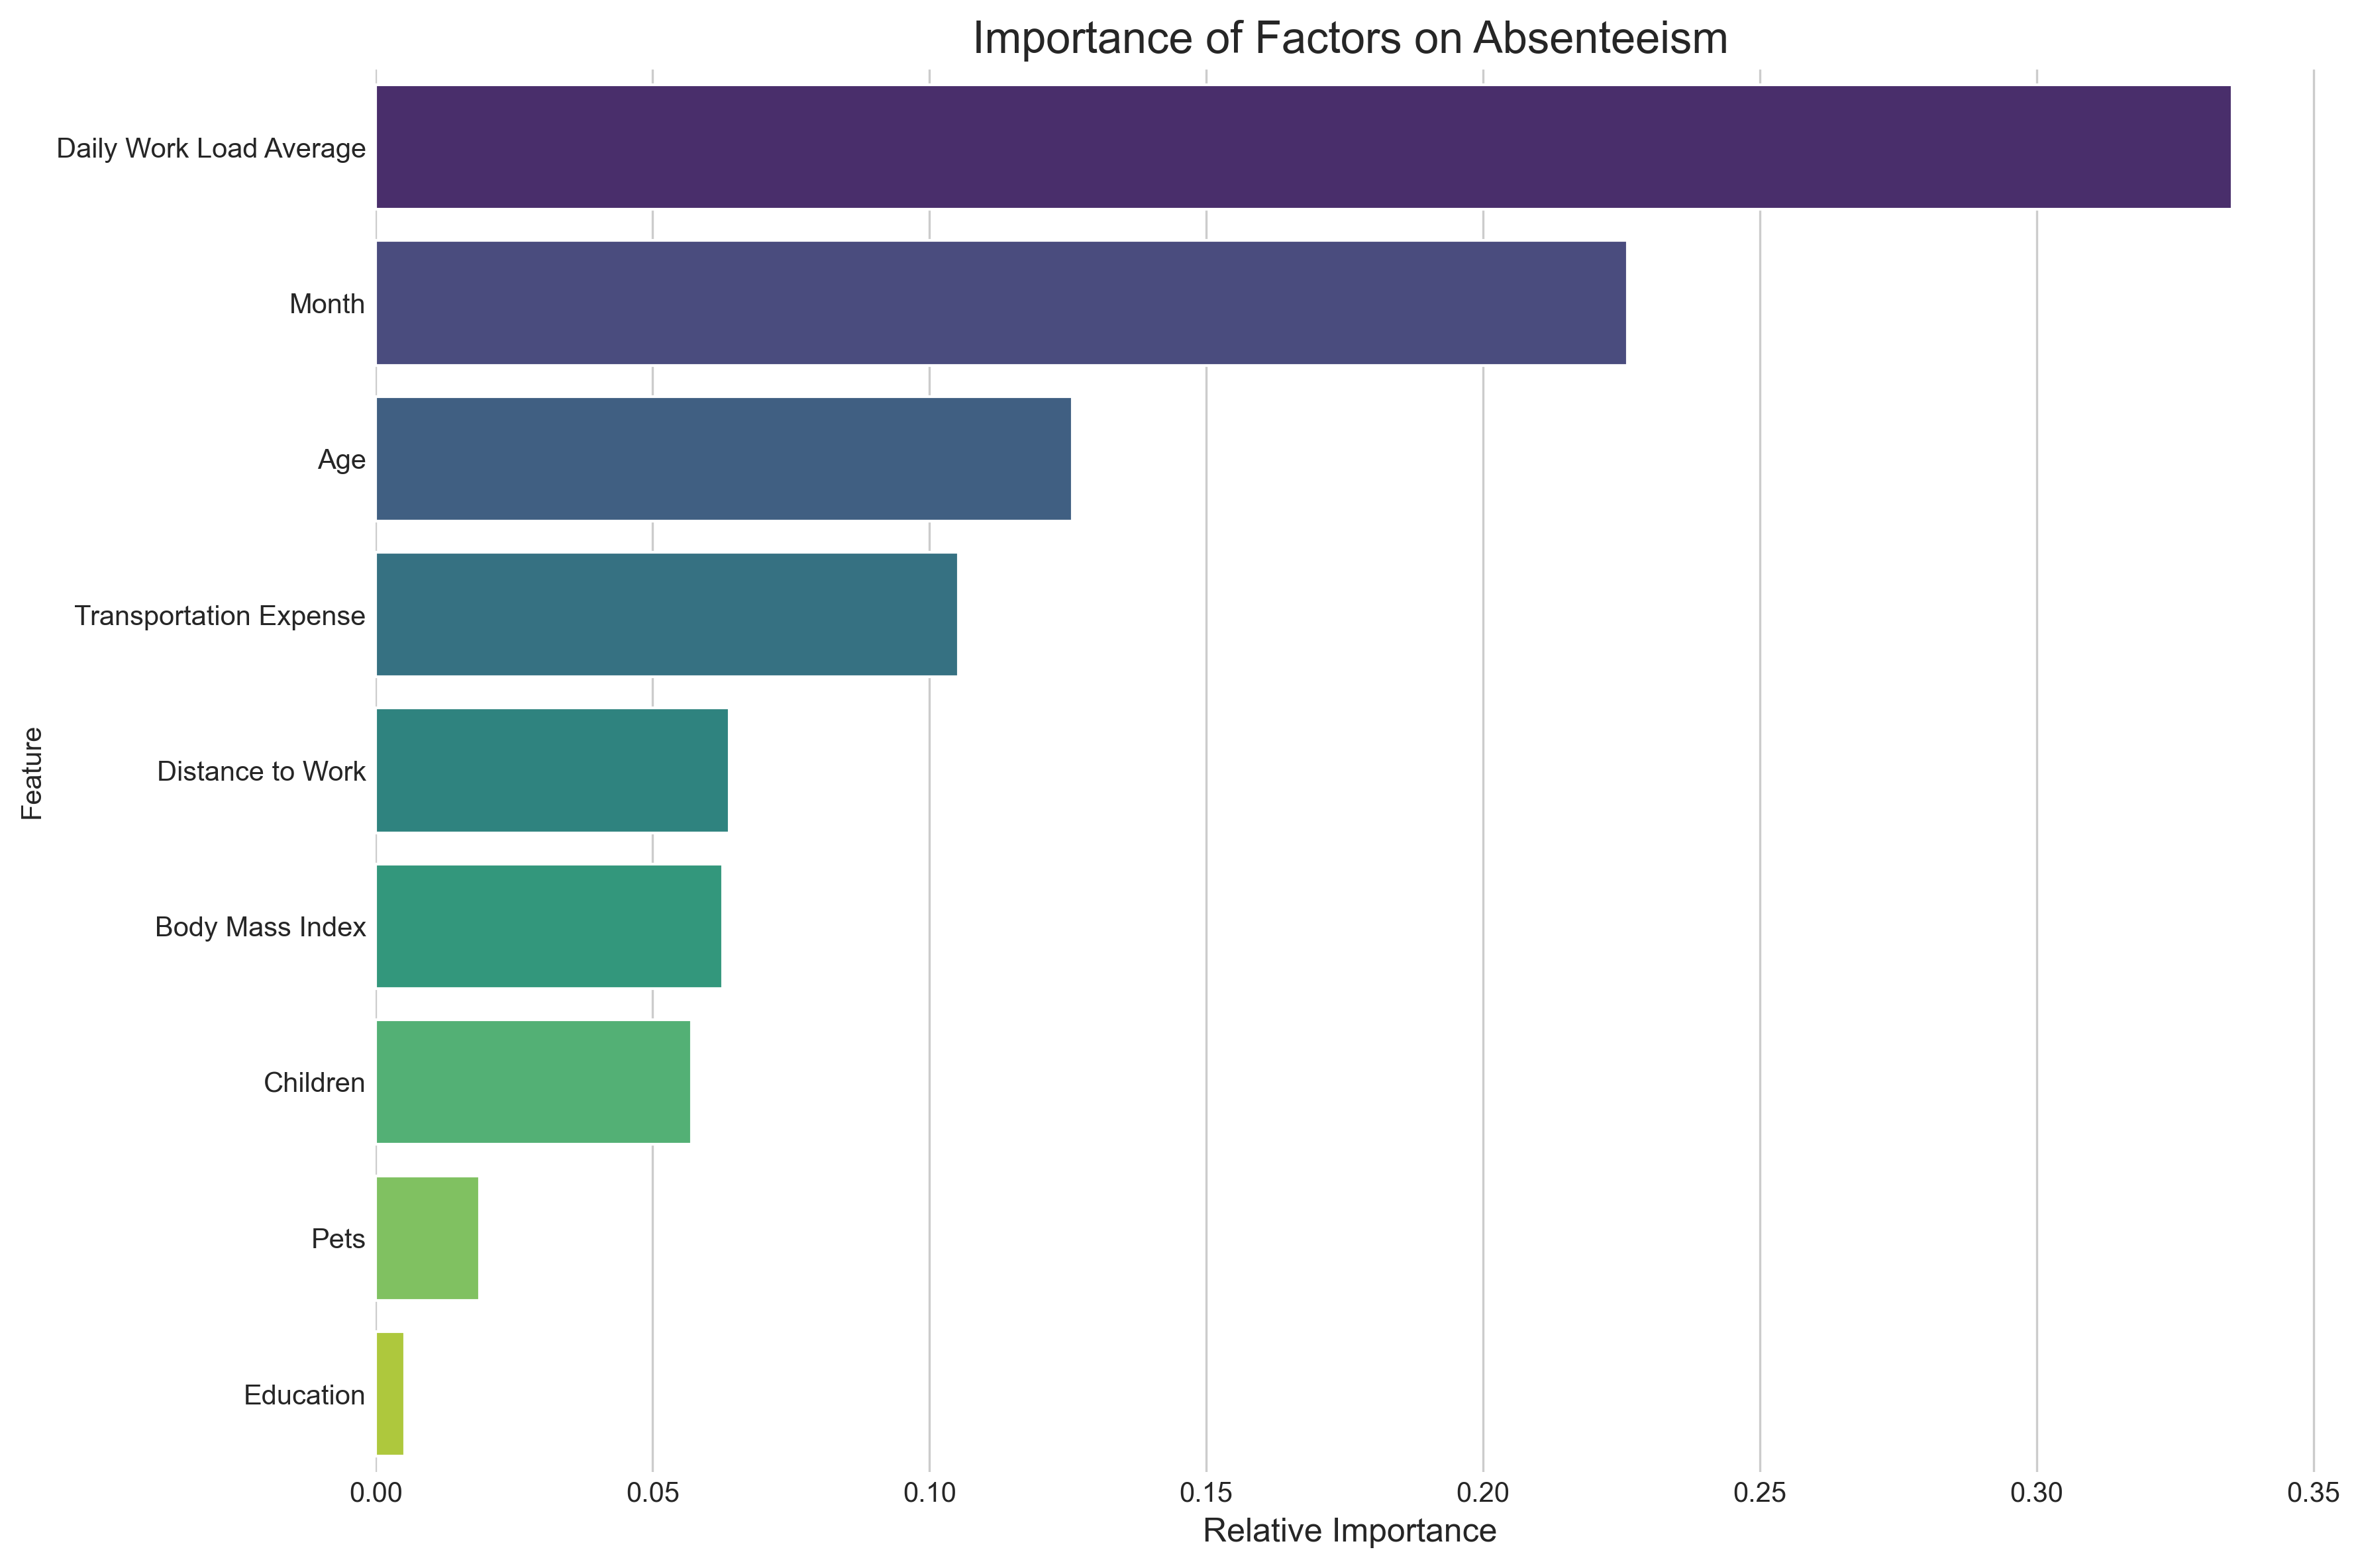 Importance of Factors on Absenteeism
Daily Work Load Average
Month
Age
Transportation Expense
Distance to Work
Body Mass Index
Children
Pets
Education
Feature
0.00 0.05 0.10 0.15 0.20 0.25 0.30 0.35
Relative Importance